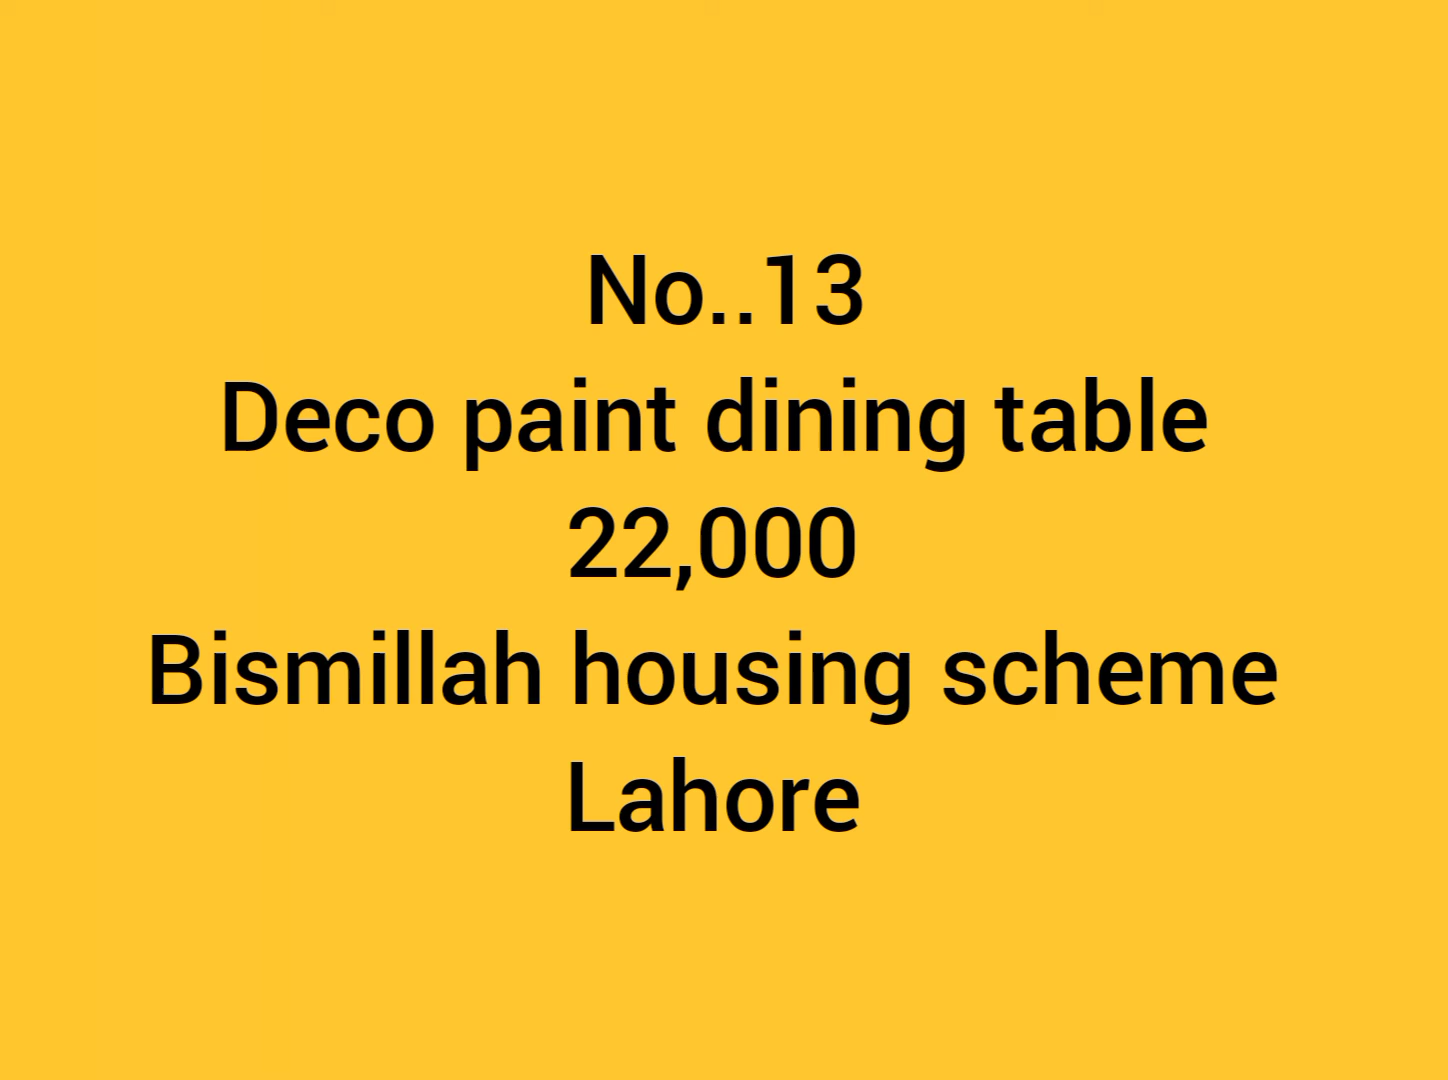 No..13
Deco paint dining table
22,000
Bismillah housing scheme
Lahore